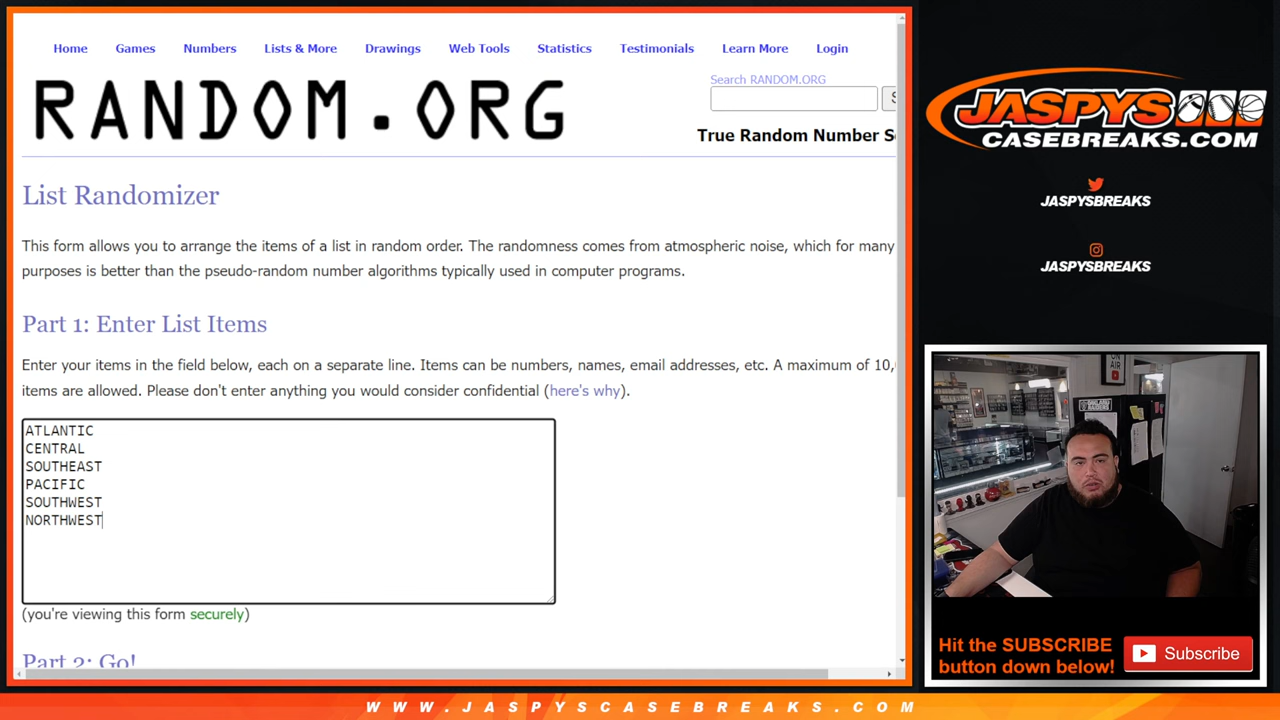 Home Games Numbers Lists & More Drawings Web Tools Statistics Testimonials Learn More Login
RANDOM.ORG
Search RANDOM.ORG
True Random Number S
List Randomizer
This form allows you to arrange the items of a list in random order. The randomness comes from atmospheric noise, which for many
purposes is better than the pseudo-random number algorithms typically used in computer programs.
Part 1: Enter List Items
Enter your items in the field below, each on a separate line. Items can be numbers, names, email addresses, etc. A maximum of 10,
items are allowed. Please don't enter anything you would consider confidential (here's why).
ATLANTIC
CENTRAL
SOUTHEAST
PACIFIC
SOUTHWEST
NORTHWEST
(you're viewing this form securely)
Part 2: Go!
JASPYS
CASEBREAKS.COM
JASPYSBREAKS
JASPYSBREAKS
ON AIR
Hit the SUBSCRIBE
button down below!
Subscribe
WWW.JASPYSCASEBREAKS.COM